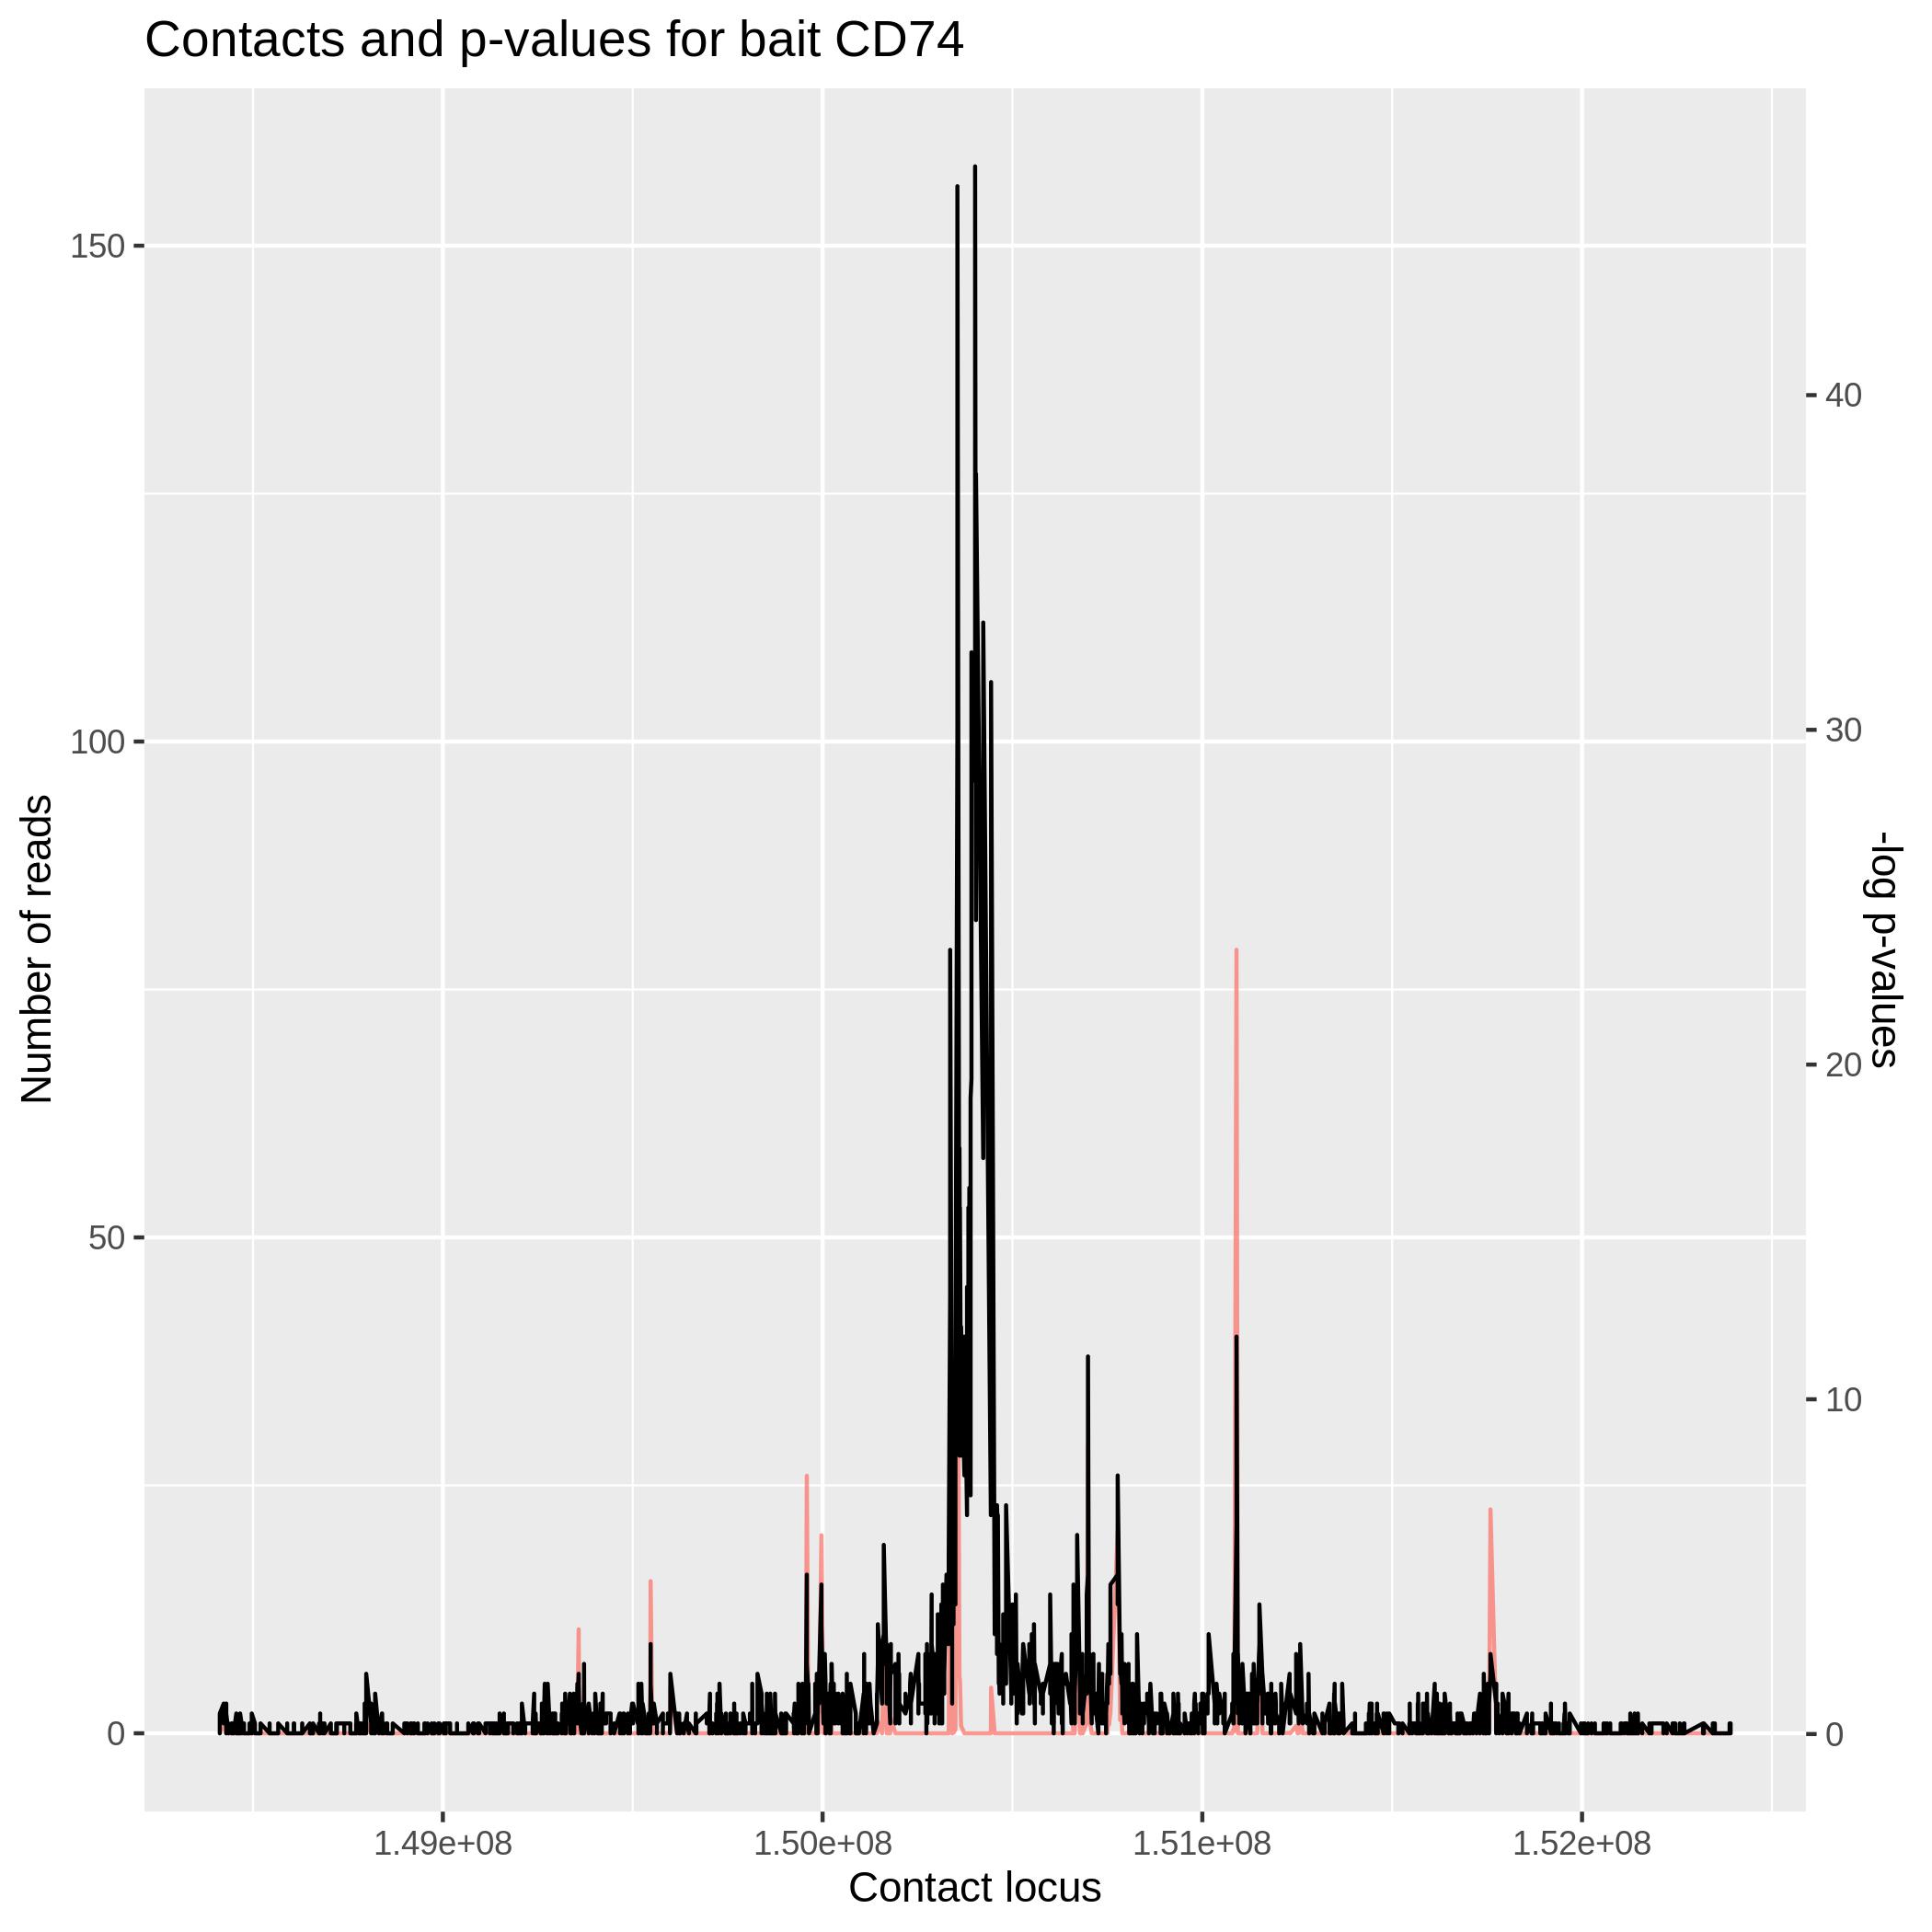 Contacts and p-values for bait CD74
150
100
50
0
Number of reads
40
30
20
10
0
-log p-values
1.49e+08
1.50e+08
1.51e+08
1.52e+08
Contact locus